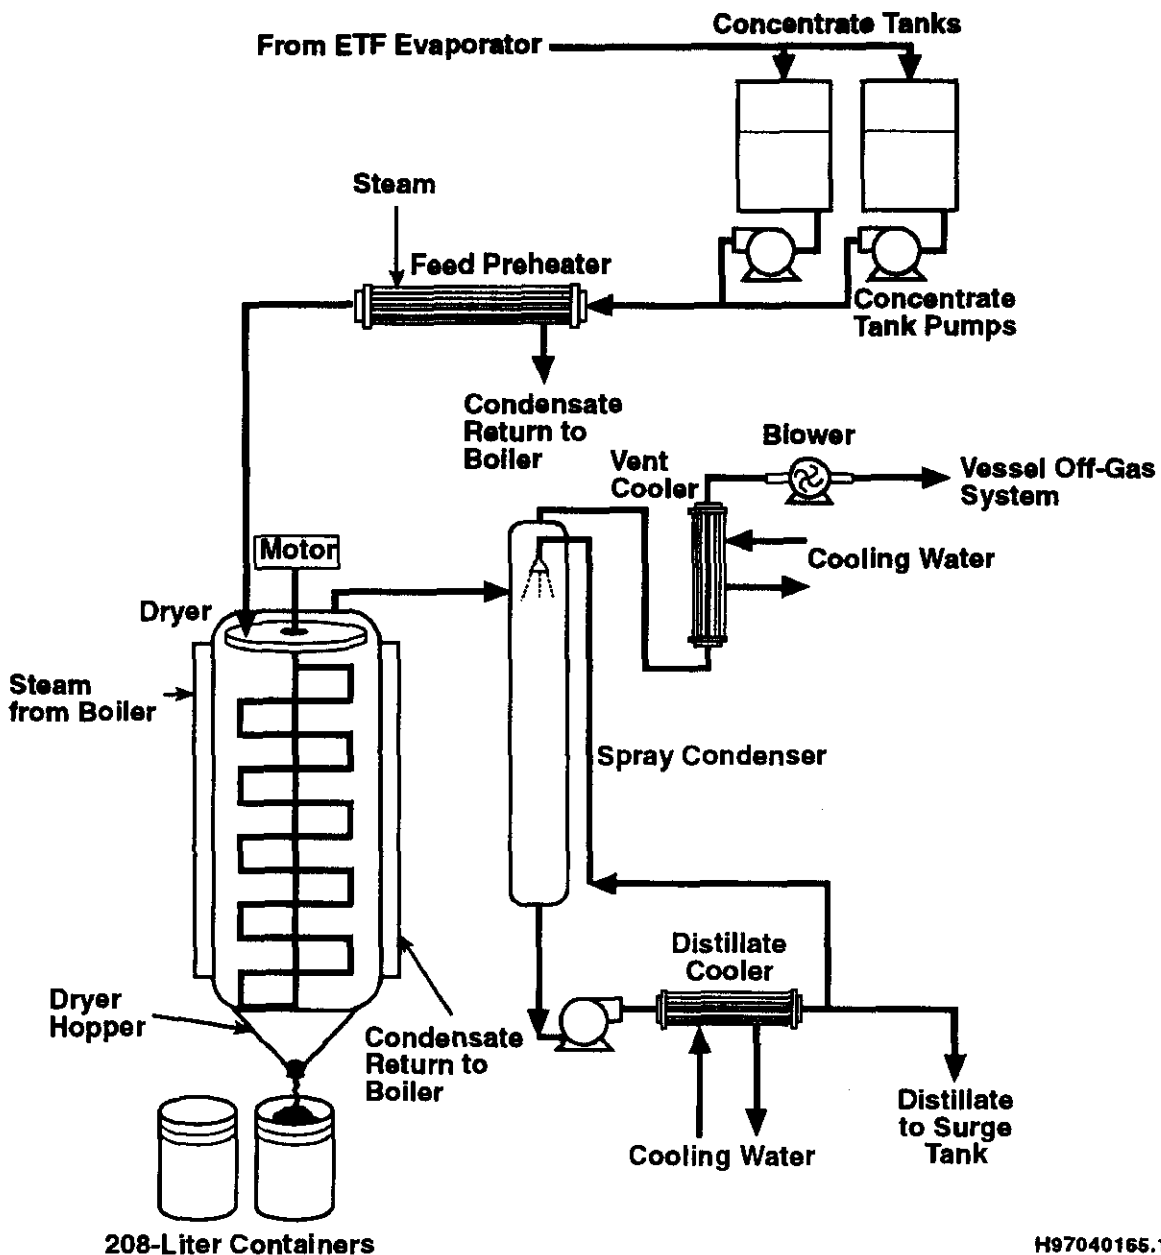 Concentrate Tanks
From ETF Evaporator
Steam
Feed Preheater
Concentrate
Tank Pumps
Condensate
Return to
Boiler
Blower
Vent
Cooler
Vessel Off-Gas
System
Motor
Cooling Water
Dryer
Steam
from Boiler
Spray Condenser
Distillate
Cooler
Dryer
Hopper
Condensate
Return to
Boiler
Distillate
to Surge
Tank
Cooling Water
208-Liter Containers
H97040165.1